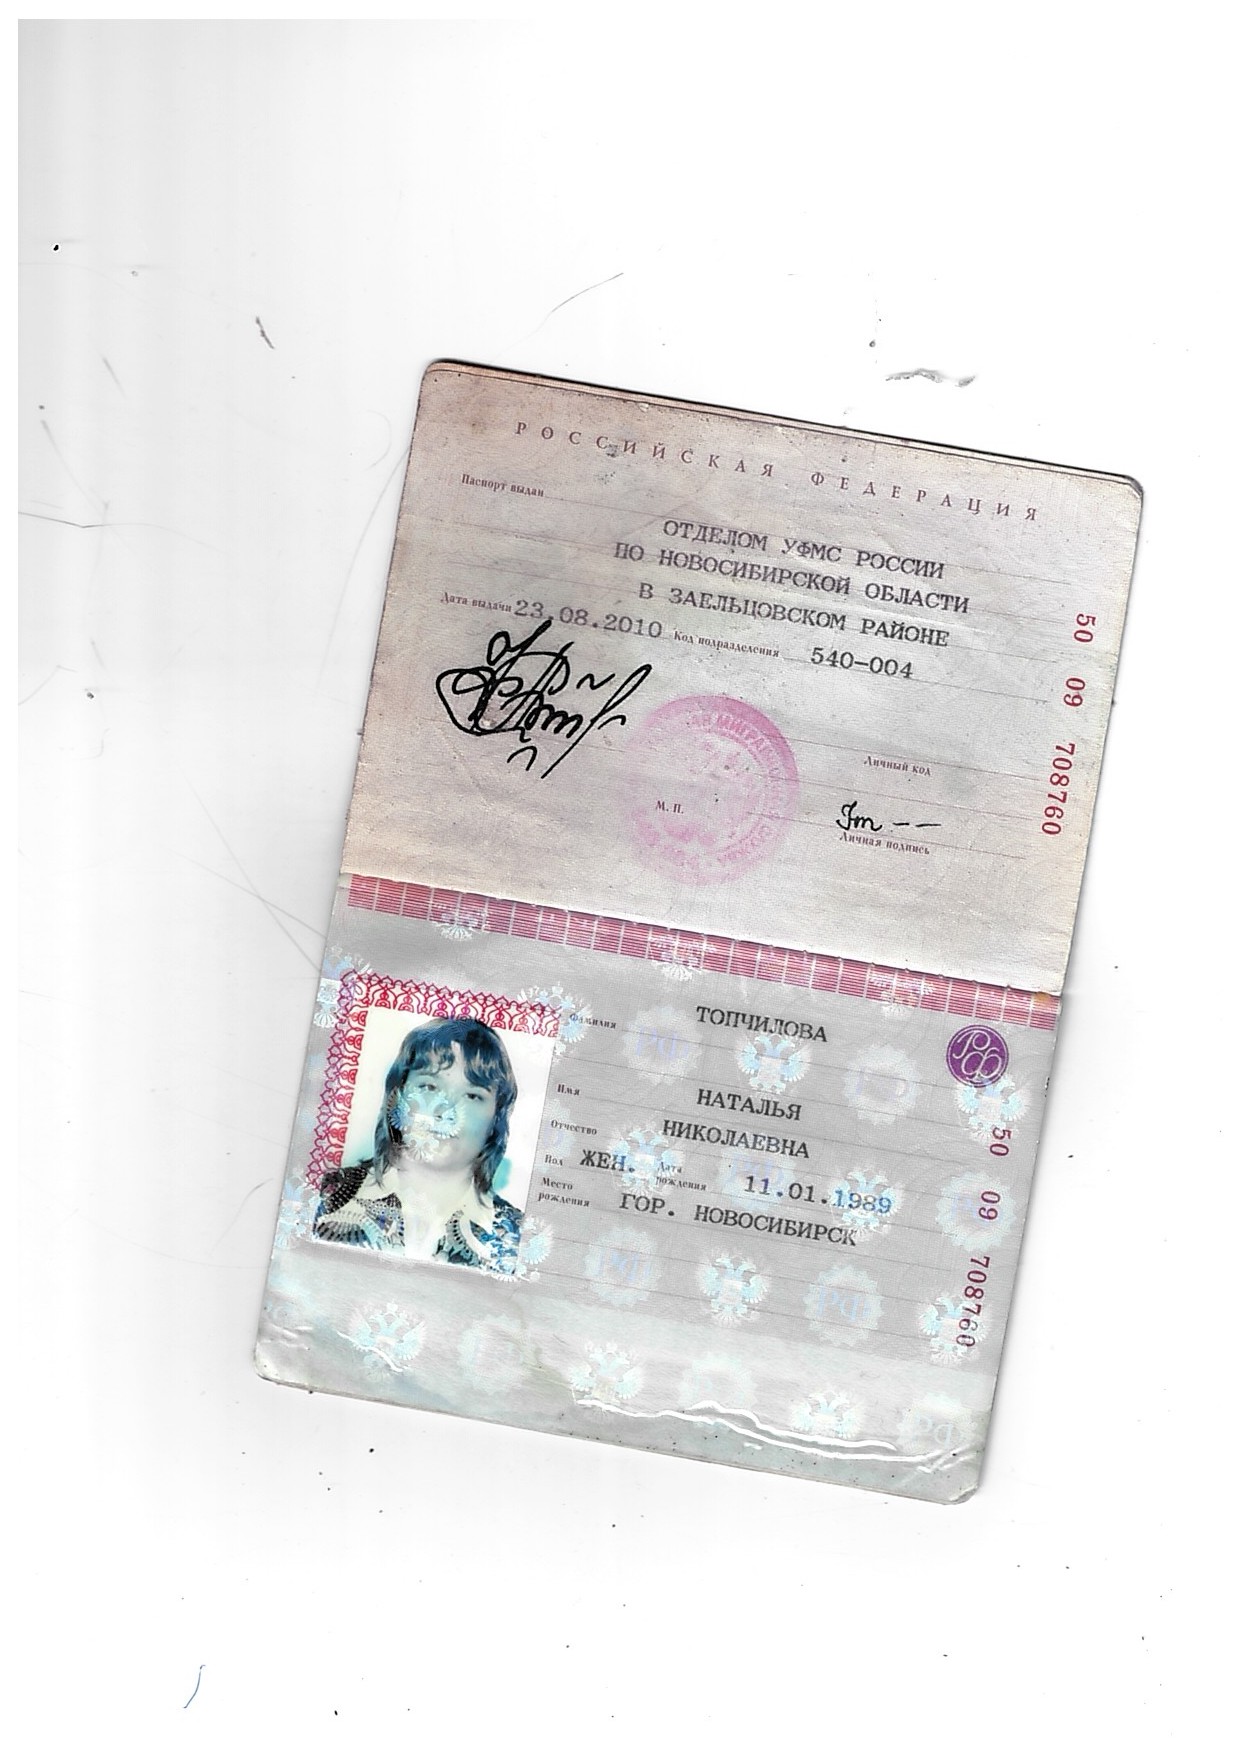 РОССИЙСКАЯ ФЕДЕРАЦИЯ
Паспорт выдан
ОТДЕЛОМ УФМС РОССИИ
ПО НОВОСИБИРСКОЙ ОБЛАСТИ
В ЗАЕЛЬЦОВСКОМ РАЙОНЕ
Дата выдачи 23.08.2010 Код подразделения 540-004
Личный код
М. П.
Личная подпись
50 09 708760
Фамилия ТОПЧИЛОВА
Имя НАТАЛЬЯ
Отчество НИКОЛАЕВНА
Пол ЖЕН. Дата рождения 11.01.1989
Место рождения ГОР. НОВОСИБИРСК
РФ
50 09 708760